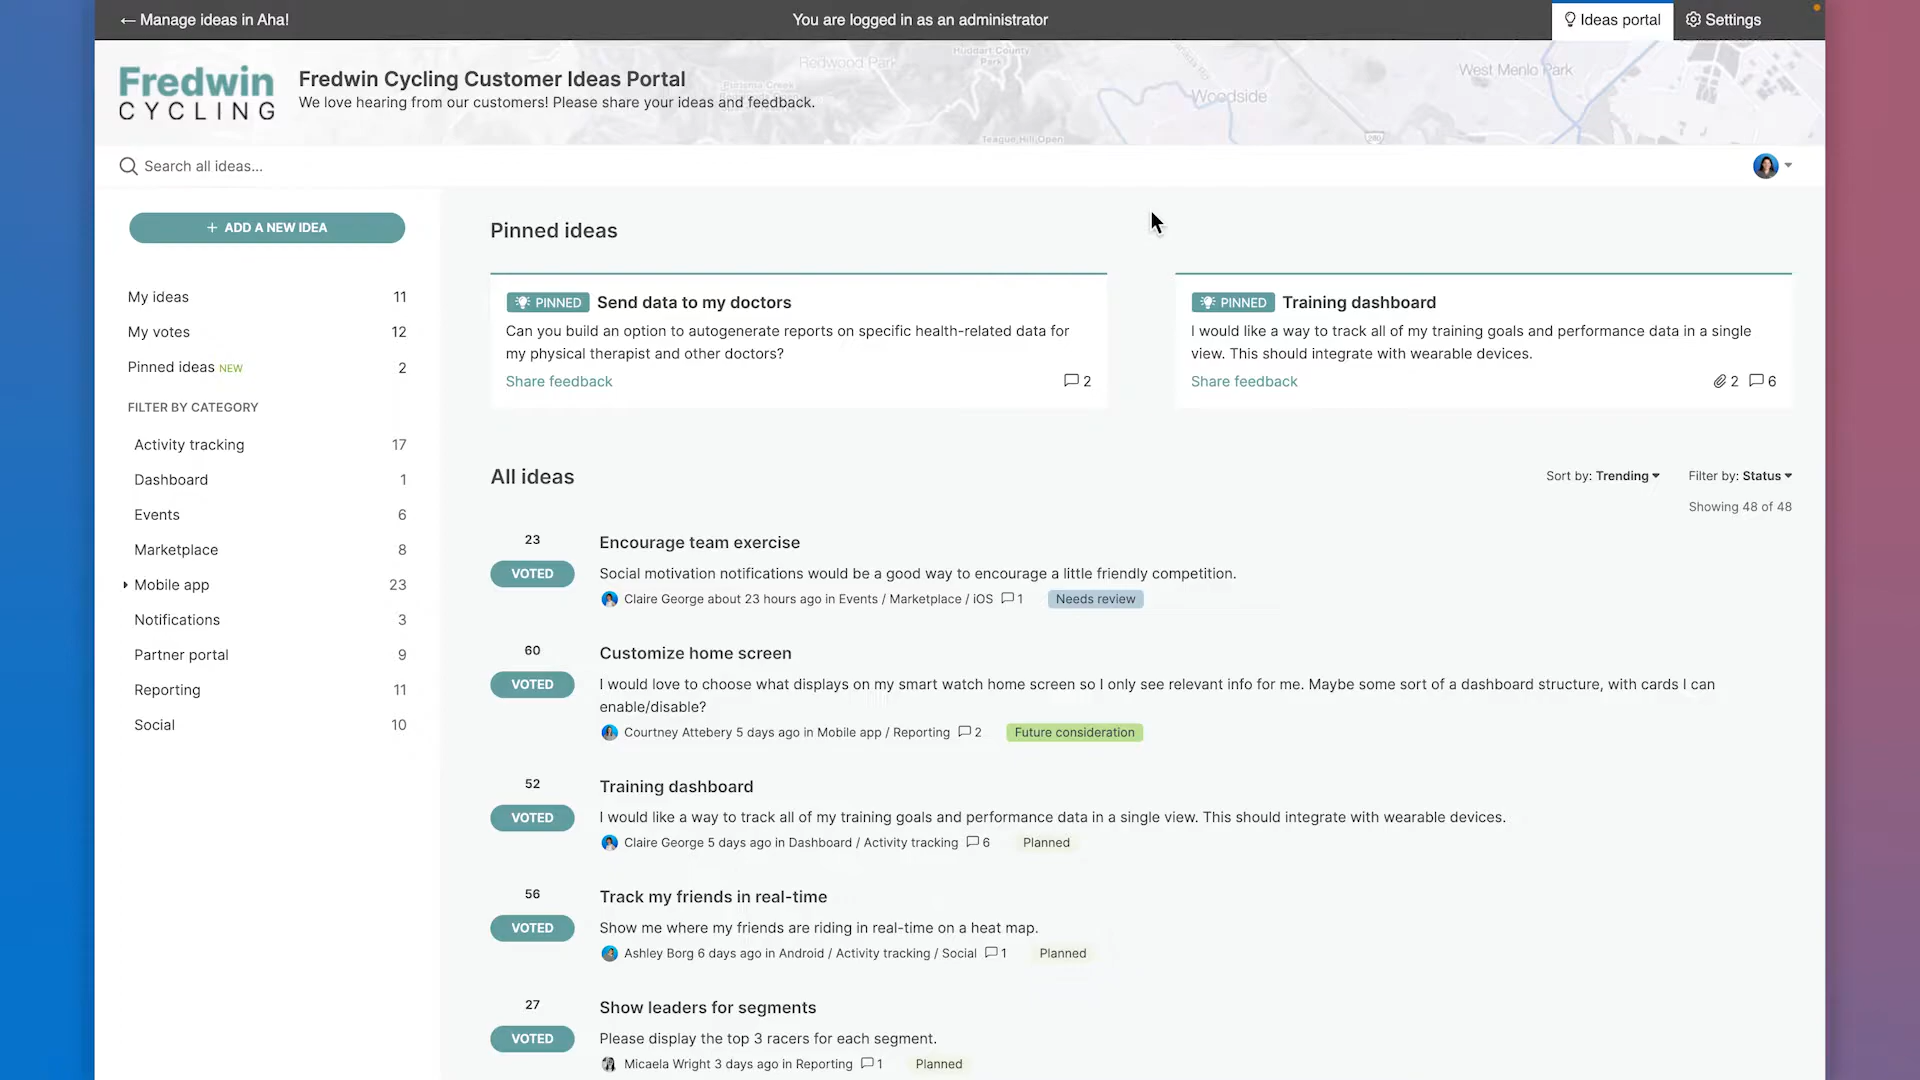 ← Manage ideas in Aha!
You are logged in as an administrator
Ideas portal
Settings
Fredwin
CYCLING
Fredwin Cycling Customer Ideas Portal
We love hearing from our customers! Please share your ideas and feedback.
Huddart County
Park
Redwood Park
Purisima Creek
Teague Hill Open
Woodside
West Menlo Park
280
Search all ideas...
+ ADD A NEW IDEA
My ideas 11
My votes 12
Pinned ideas NEW 2
FILTER BY CATEGORY
Activity tracking 17
Dashboard 1
Events 6
Marketplace 8
Mobile app 23
Notifications 3
Partner portal 9
Reporting 11
Social 10
Pinned ideas
PINNED Send data to my doctors
Can you build an option to autogenerate reports on specific health-related data for
my physical therapist and other doctors?
Share feedback 2
PINNED Training dashboard
I would like a way to track all of my training goals and performance data in a single
view. This should integrate with wearable devices.
Share feedback 2 6
All ideas
Sort by: Trending
Filter by: Status
Showing 48 of 48
23
VOTED
Encourage team exercise
Social motivation notifications would be a good way to encourage a little friendly competition.
Claire George about 23 hours ago in Events / Marketplace / iOS 1 Needs review
60
VOTED
Customize home screen
I would love to choose what displays on my smart watch home screen so I only see relevant info for me. Maybe some sort of a dashboard structure, with cards I can
enable/disable?
Courtney Attebery 5 days ago in Mobile app / Reporting 2 Future consideration
52
VOTED
Training dashboard
I would like a way to track all of my training goals and performance data in a single view. This should integrate with wearable devices.
Claire George 5 days ago in Dashboard / Activity tracking 6 Planned
56
VOTED
Track my friends in real-time
Show me where my friends are riding in real-time on a heat map.
Ashley Borg 6 days ago in Android / Activity tracking / Social 1 Planned
27
VOTED
Show leaders for segments
Please display the top 3 racers for each segment.
Micaela Wright 3 days ago in Reporting 1 Planned